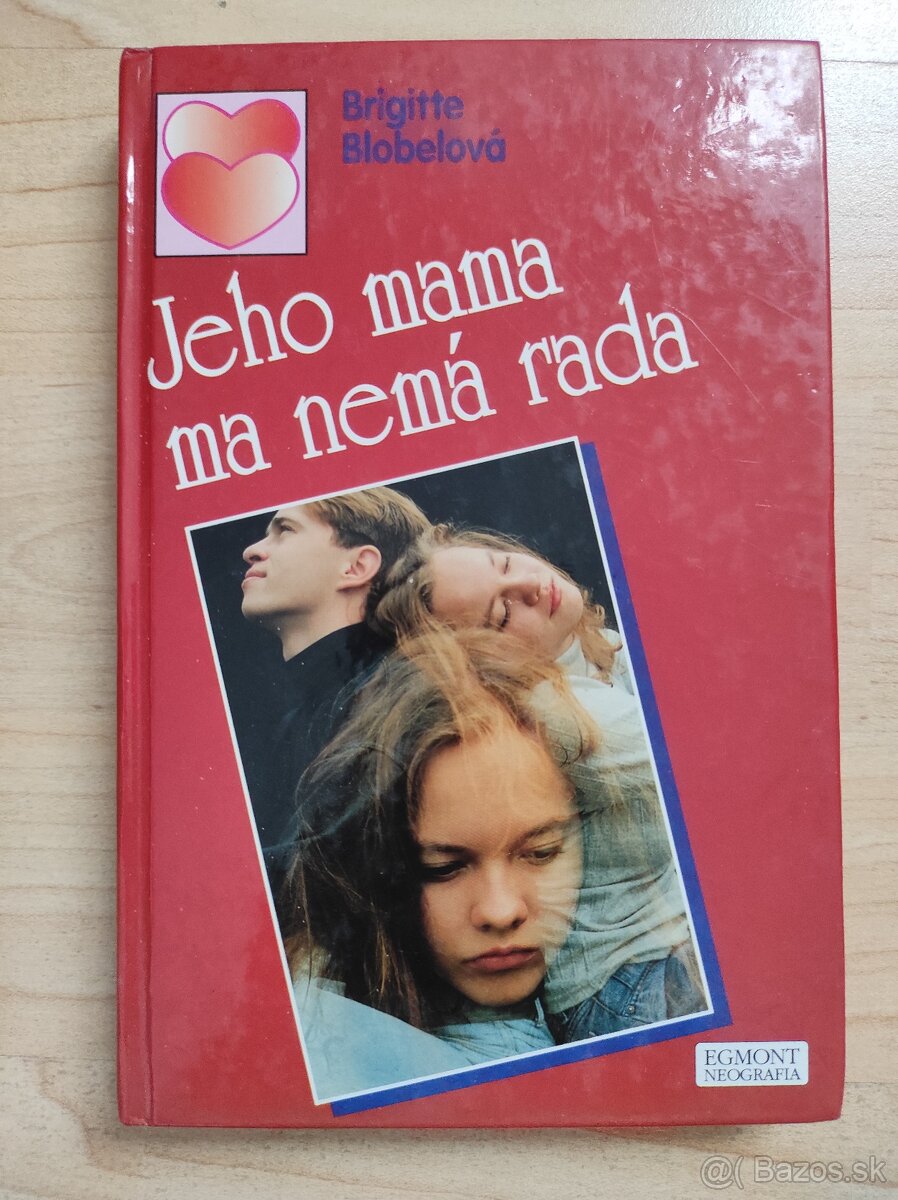 Brigitte
Blobelová
Jeho mama
ma nemá rada
EGMONT
NEOGRAFIA
@( Bazos.sk